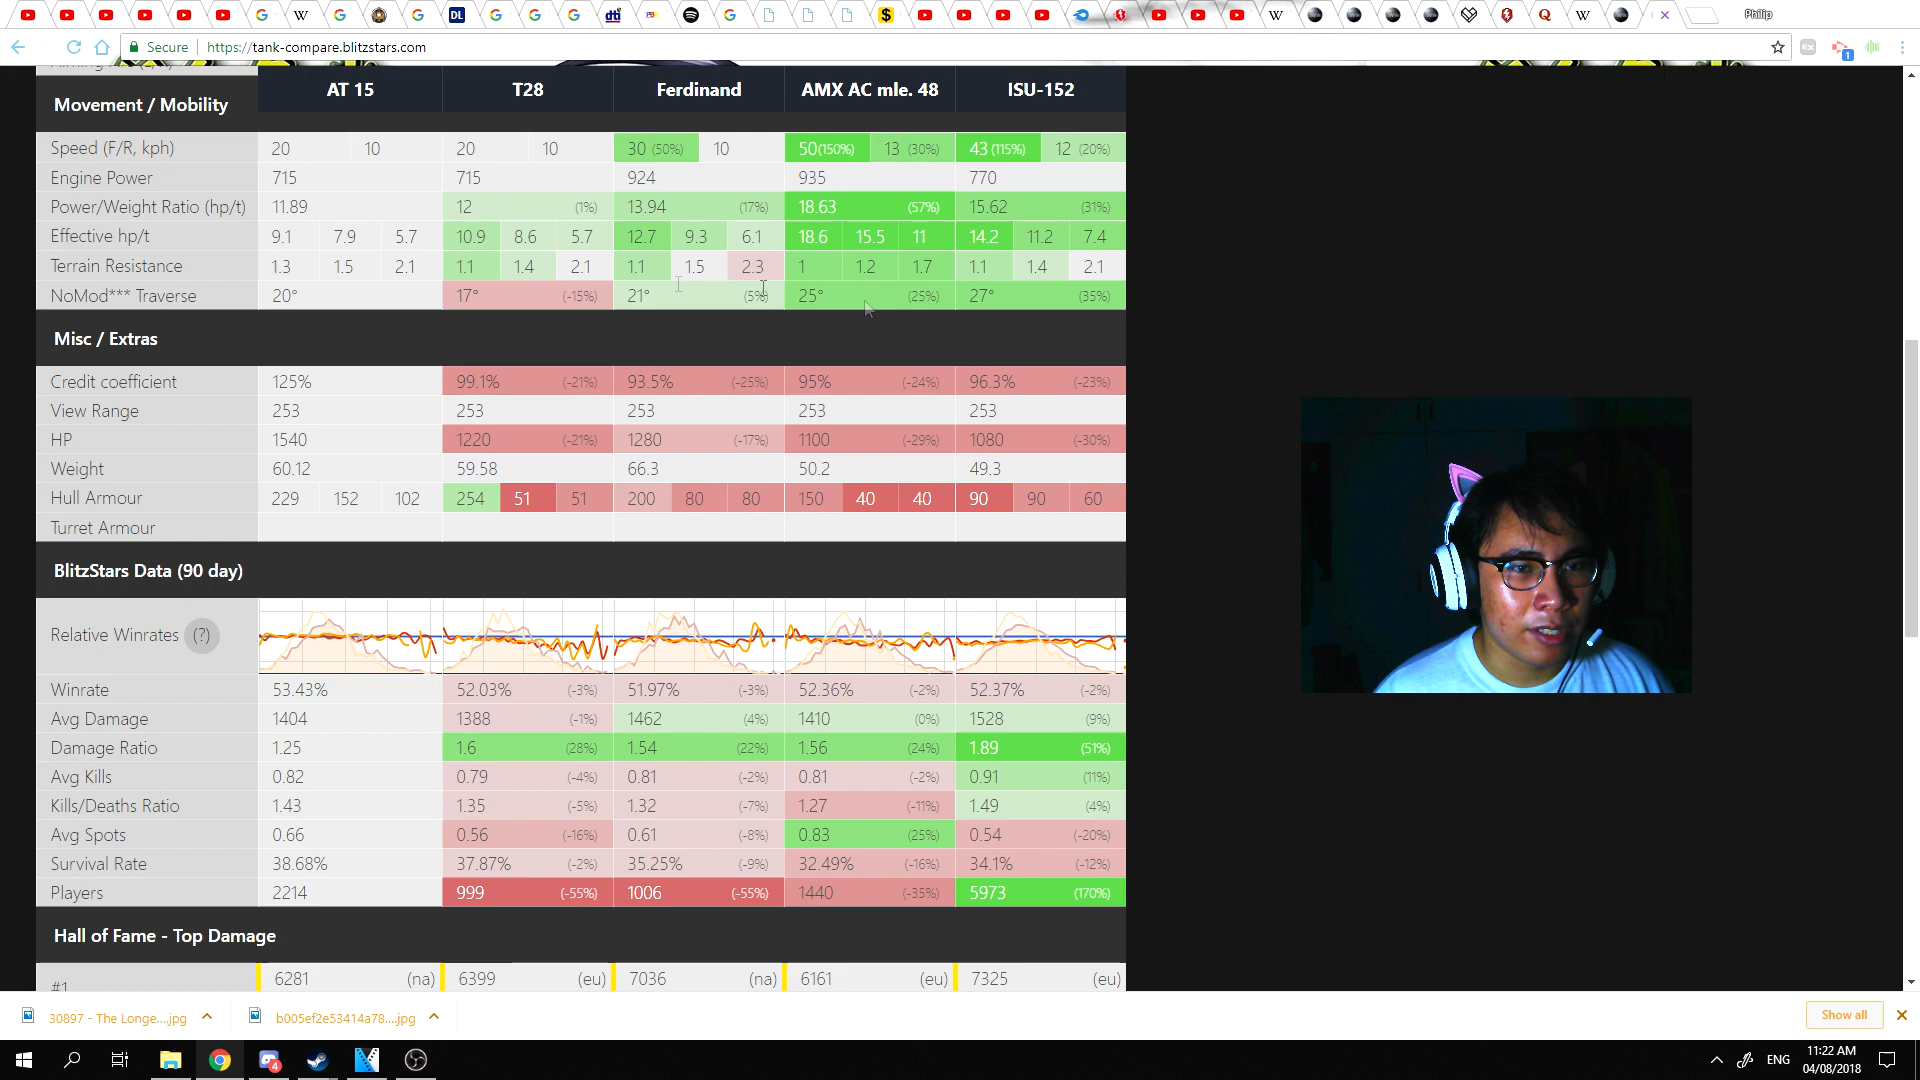 Philip
Secure https://tank-compare.blitzstars.com
AT 15 T28 Ferdinand AMX AC mle. 48 ISU-152
Movement / Mobility
Speed (F/R, kph) 20 10 20 10 30 (50%) 10 50(150%) 13 (30%) 43(115%) 12 (20%)
Engine Power 715 715 924 935 770
Power/Weight Ratio (hp/t) 11.89 12 (1%) 13.94 (17%) 18.63 (57%) 15.62 (31%)
Effective hp/t 9.1 7.9 5.7 10.9 8.6 5.7 12.7 9.3 6.1 18.6 15.5 11 14.2 11.2 7.4
Terrain Resistance 1.3 1.5 2.1 1.1 1.4 2.1 1.1 1.5 2.3 1 1.2 1.7 1.1 1.4 2.1
NoMod*** Traverse 20° 17° (-15%) 21° (5%) 25° (25%) 27° (35%)
Misc / Extras
Credit coefficient 125% 99.1% (-21%) 93.5% (-25%) 95% (-24%) 96.3% (-23%)
View Range 253 253 253 253 253
HP 1540 1220 (-21%) 1280 (-17%) 1100 (-29%) 1080 (-30%)
Weight 60.12 59.58 66.3 50.2 49.3
Hull Armour 229 152 102 254 51 51 200 80 80 150 40 40 90 90 60
Turret Armour
BlitzStars Data (90 day)
Relative Winrates (?)
Winrate 53.43% 52.03% (-3%) 51.97% (-3%) 52.36% (-2%) 52.37% (-2%)
Avg Damage 1404 1388 (-1%) 1462 (4%) 1410 (0%) 1528 (9%)
Damage Ratio 1.25 1.6 (28%) 1.54 (22%) 1.56 (24%) 1.89 (51%)
Avg Kills 0.82 0.79 (-4%) 0.81 (-2%) 0.81 (-2%) 0.91 (11%)
Kills/Deaths Ratio 1.43 1.35 (-5%) 1.32 (-7%) 1.27 (-11%) 1.49 (4%)
Avg Spots 0.66 0.56 (-16%) 0.61 (-8%) 0.83 (25%) 0.54 (-20%)
Survival Rate 38.68% 37.87% (-2%) 35.25% (-9%) 32.49% (-16%) 34.1% (-12%)
Players 2214 999 (-55%) 1006 (-55%) 1440 (-35%) 5973 (170%)
Hall of Fame - Top Damage
#1 6281 (na) 6399 (eu) 7036 (na) 6161 (eu) 7325 (eu)
30897 - The Longe....jpg b005ef2e53414a78....jpg Show all
ENG 11:22 AM
04/08/2018